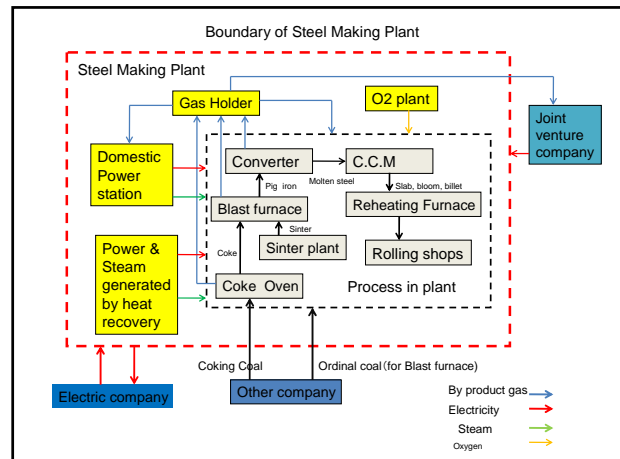 Boundary of Steel Making Plant
Steel Making Plant
Gas Holder
O2 plant
Joint
venture
company
Domestic
Power
station
Converter
C.C.M
Molten steel
Pig iron
Slab, bloom, billet
Blast furnace
Reheating Furnace
Sinter
Coke
Sinter plant
Rolling shops
Power &
Steam
generated
by heat
recovery
Coke Oven
Process in plant
Coking Coal
Ordinal coal(for Blast furnace)
Electric company
Other company
By product gas
Electricity
Steam
Oxygen